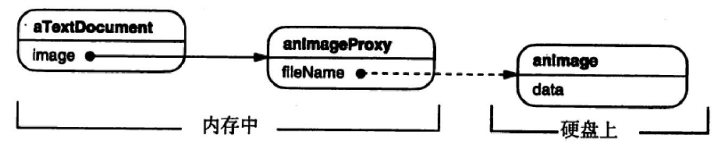 aTextDocument
image
anImageProxy
fileName
anImage
data
内存中
硬盘上